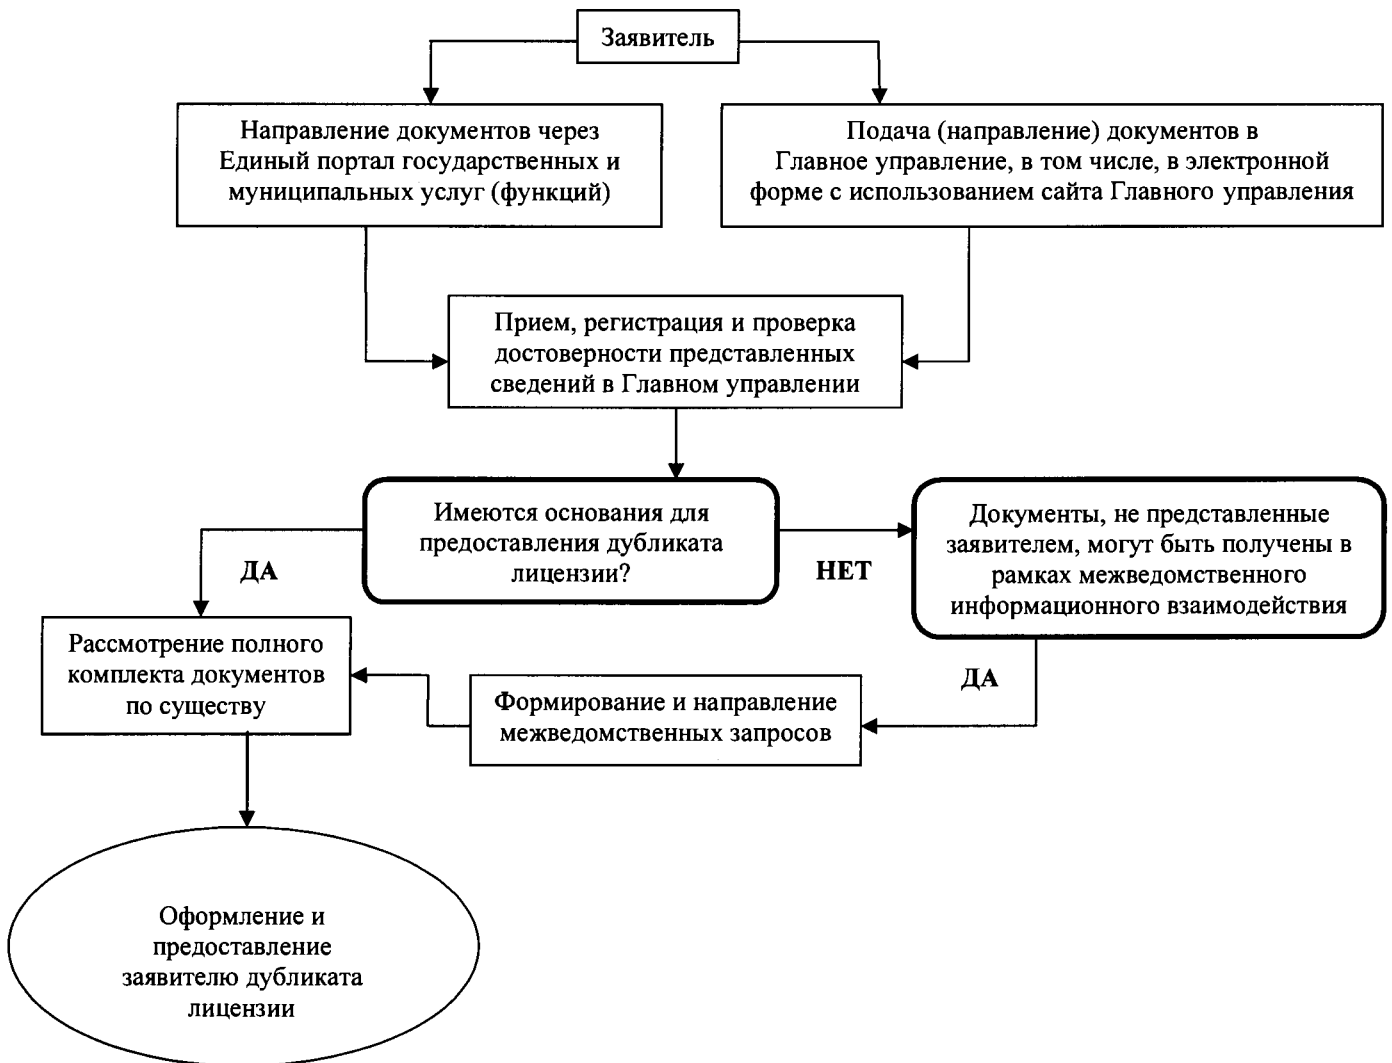 Заявитель
Направление документов через
Единый портал государственных и
муниципальных услуг (функций)
Подача (направление) документов в
Главное управление, в том числе, в электронной
форме с использованием сайта Главного управления
Прием, регистрация и проверка
достоверности представленных
сведений в Главном управлении
Имеются основания для
предоставления дубликата
лицензии?
ДА
НЕТ
Документы, не представленные
заявителем, могут быть получены в
рамках межведомственного
информационного взаимодействия
Рассмотрение полного
комплекта документов
по существу
ДА
Формирование и направление
межведомственных запросов
Оформление и
предоставление
заявителю дубликата
лицензии